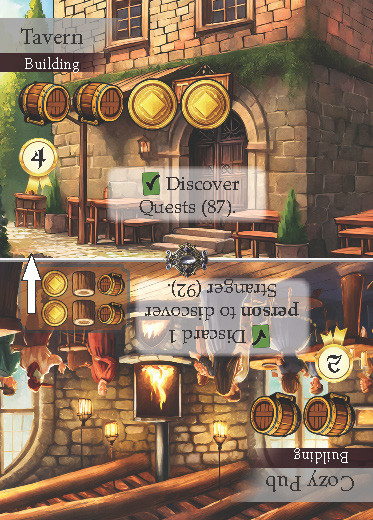 Tavern
Building
4
✓ Discover
Quests (87).
Cozy Pub
Building
2
✓ Discard 1
person to discover
Stranger (92).